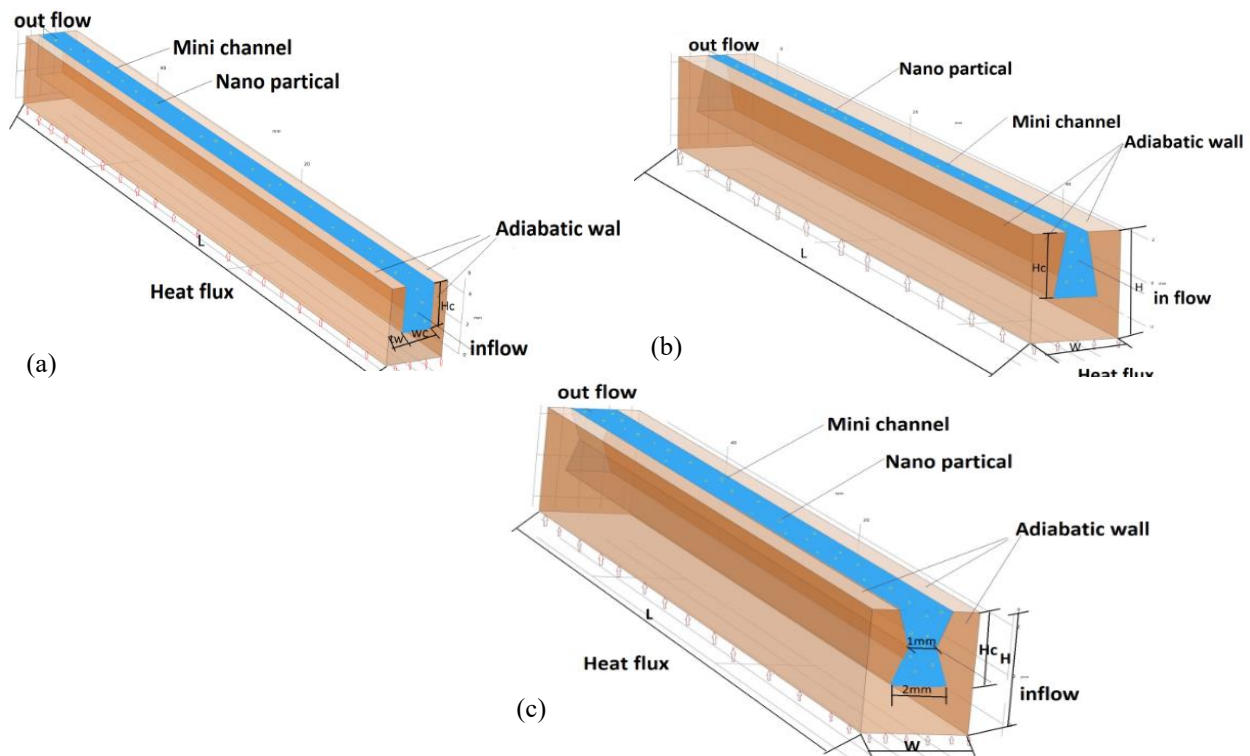 out flow
Mini channel
Nano partical
Adiabatic wal
Hc
tw
wc
inflow
L
Heat flux
(a)
out flow
Nano partical
Mini channel
Adiabatic wall
Hc
H
in flow
L
W
Heat flux
(b)
out flow
Mini channel
Nano partical
Adiabatic wall
1mm
Hc
H
2mm
inflow
L
Heat flux
W
(c)